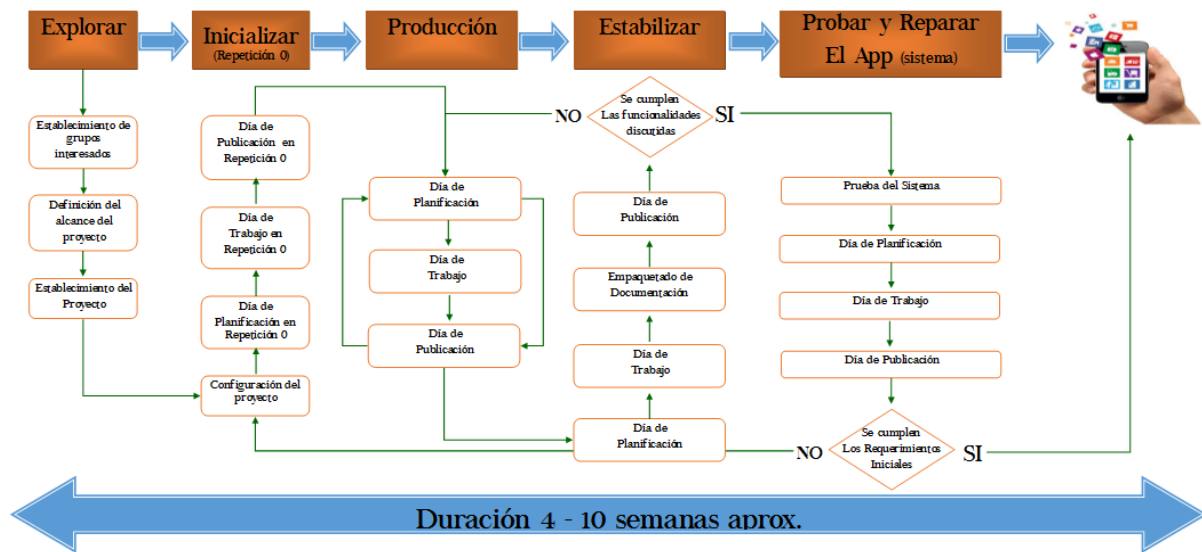 Explorar
Inicializar
(Repetición 0)
Producción
Estabilizar
Probar y Reparar
El App (sistema)
Establecimiento de
grupos
interesados
Definición del
alcance del
proyecto
Establecimiento del
Proyecto
Día de
Publicación en
Repetición 0
Día de
Trabajo en
Repetición 0
Día de
Planificación en
Repetición 0
Configuración del
proyecto
Día de
Planificación
Día de
Trabajo
Día de
Publicación
NO
Se cumplen
Las funcionalidades
discutidas
SI
Día de
Publicación
Empaquetado de
Documentación
Día de
Trabajo
Día de
Planificación
Prueba del Sistema
Día de Planificación
Día de Trabajo
Día de Publicación
NO
Se cumplen
Los Requerimientos
Iniciales
SI
Duración 4 - 10 semanas aprox.